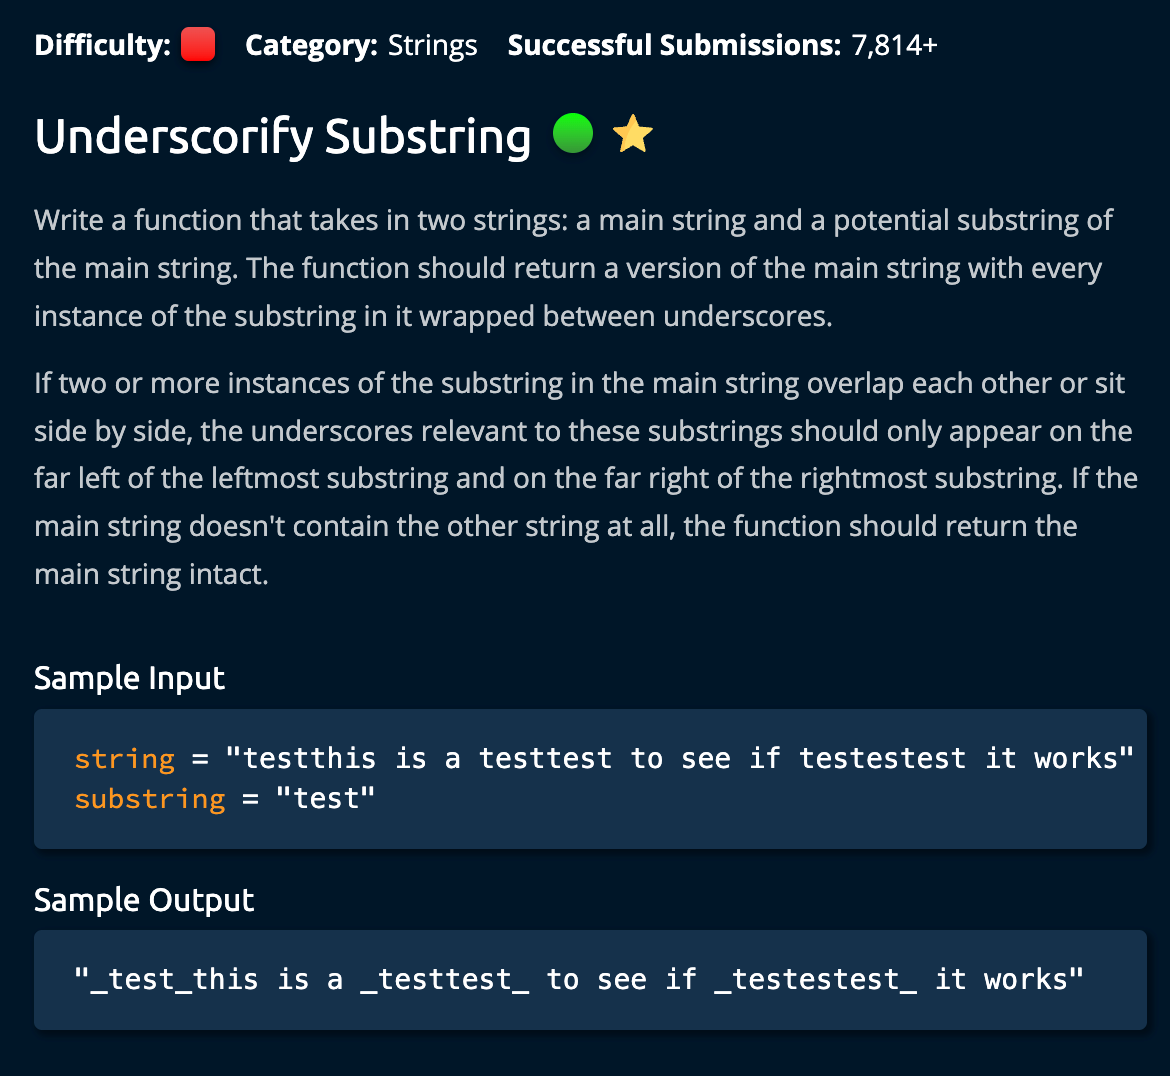 Difficulty: Category: Strings Successful Submissions: 7,814+
Underscorify Substring
Write a function that takes in two strings: a main string and a potential substring of
the main string. The function should return a version of the main string with every
instance of the substring in it wrapped between underscores.
If two or more instances of the substring in the main string overlap each other or sit
side by side, the underscores relevant to these substrings should only appear on the
far left of the leftmost substring and on the far right of the rightmost substring. If the
main string doesn't contain the other string at all, the function should return the
main string intact.
Sample Input
string = "testthis is a testtest to see if testestest it works"
substring = "test"
Sample Output
"_test_this is a _testtest_ to see if _testestest_ it works"